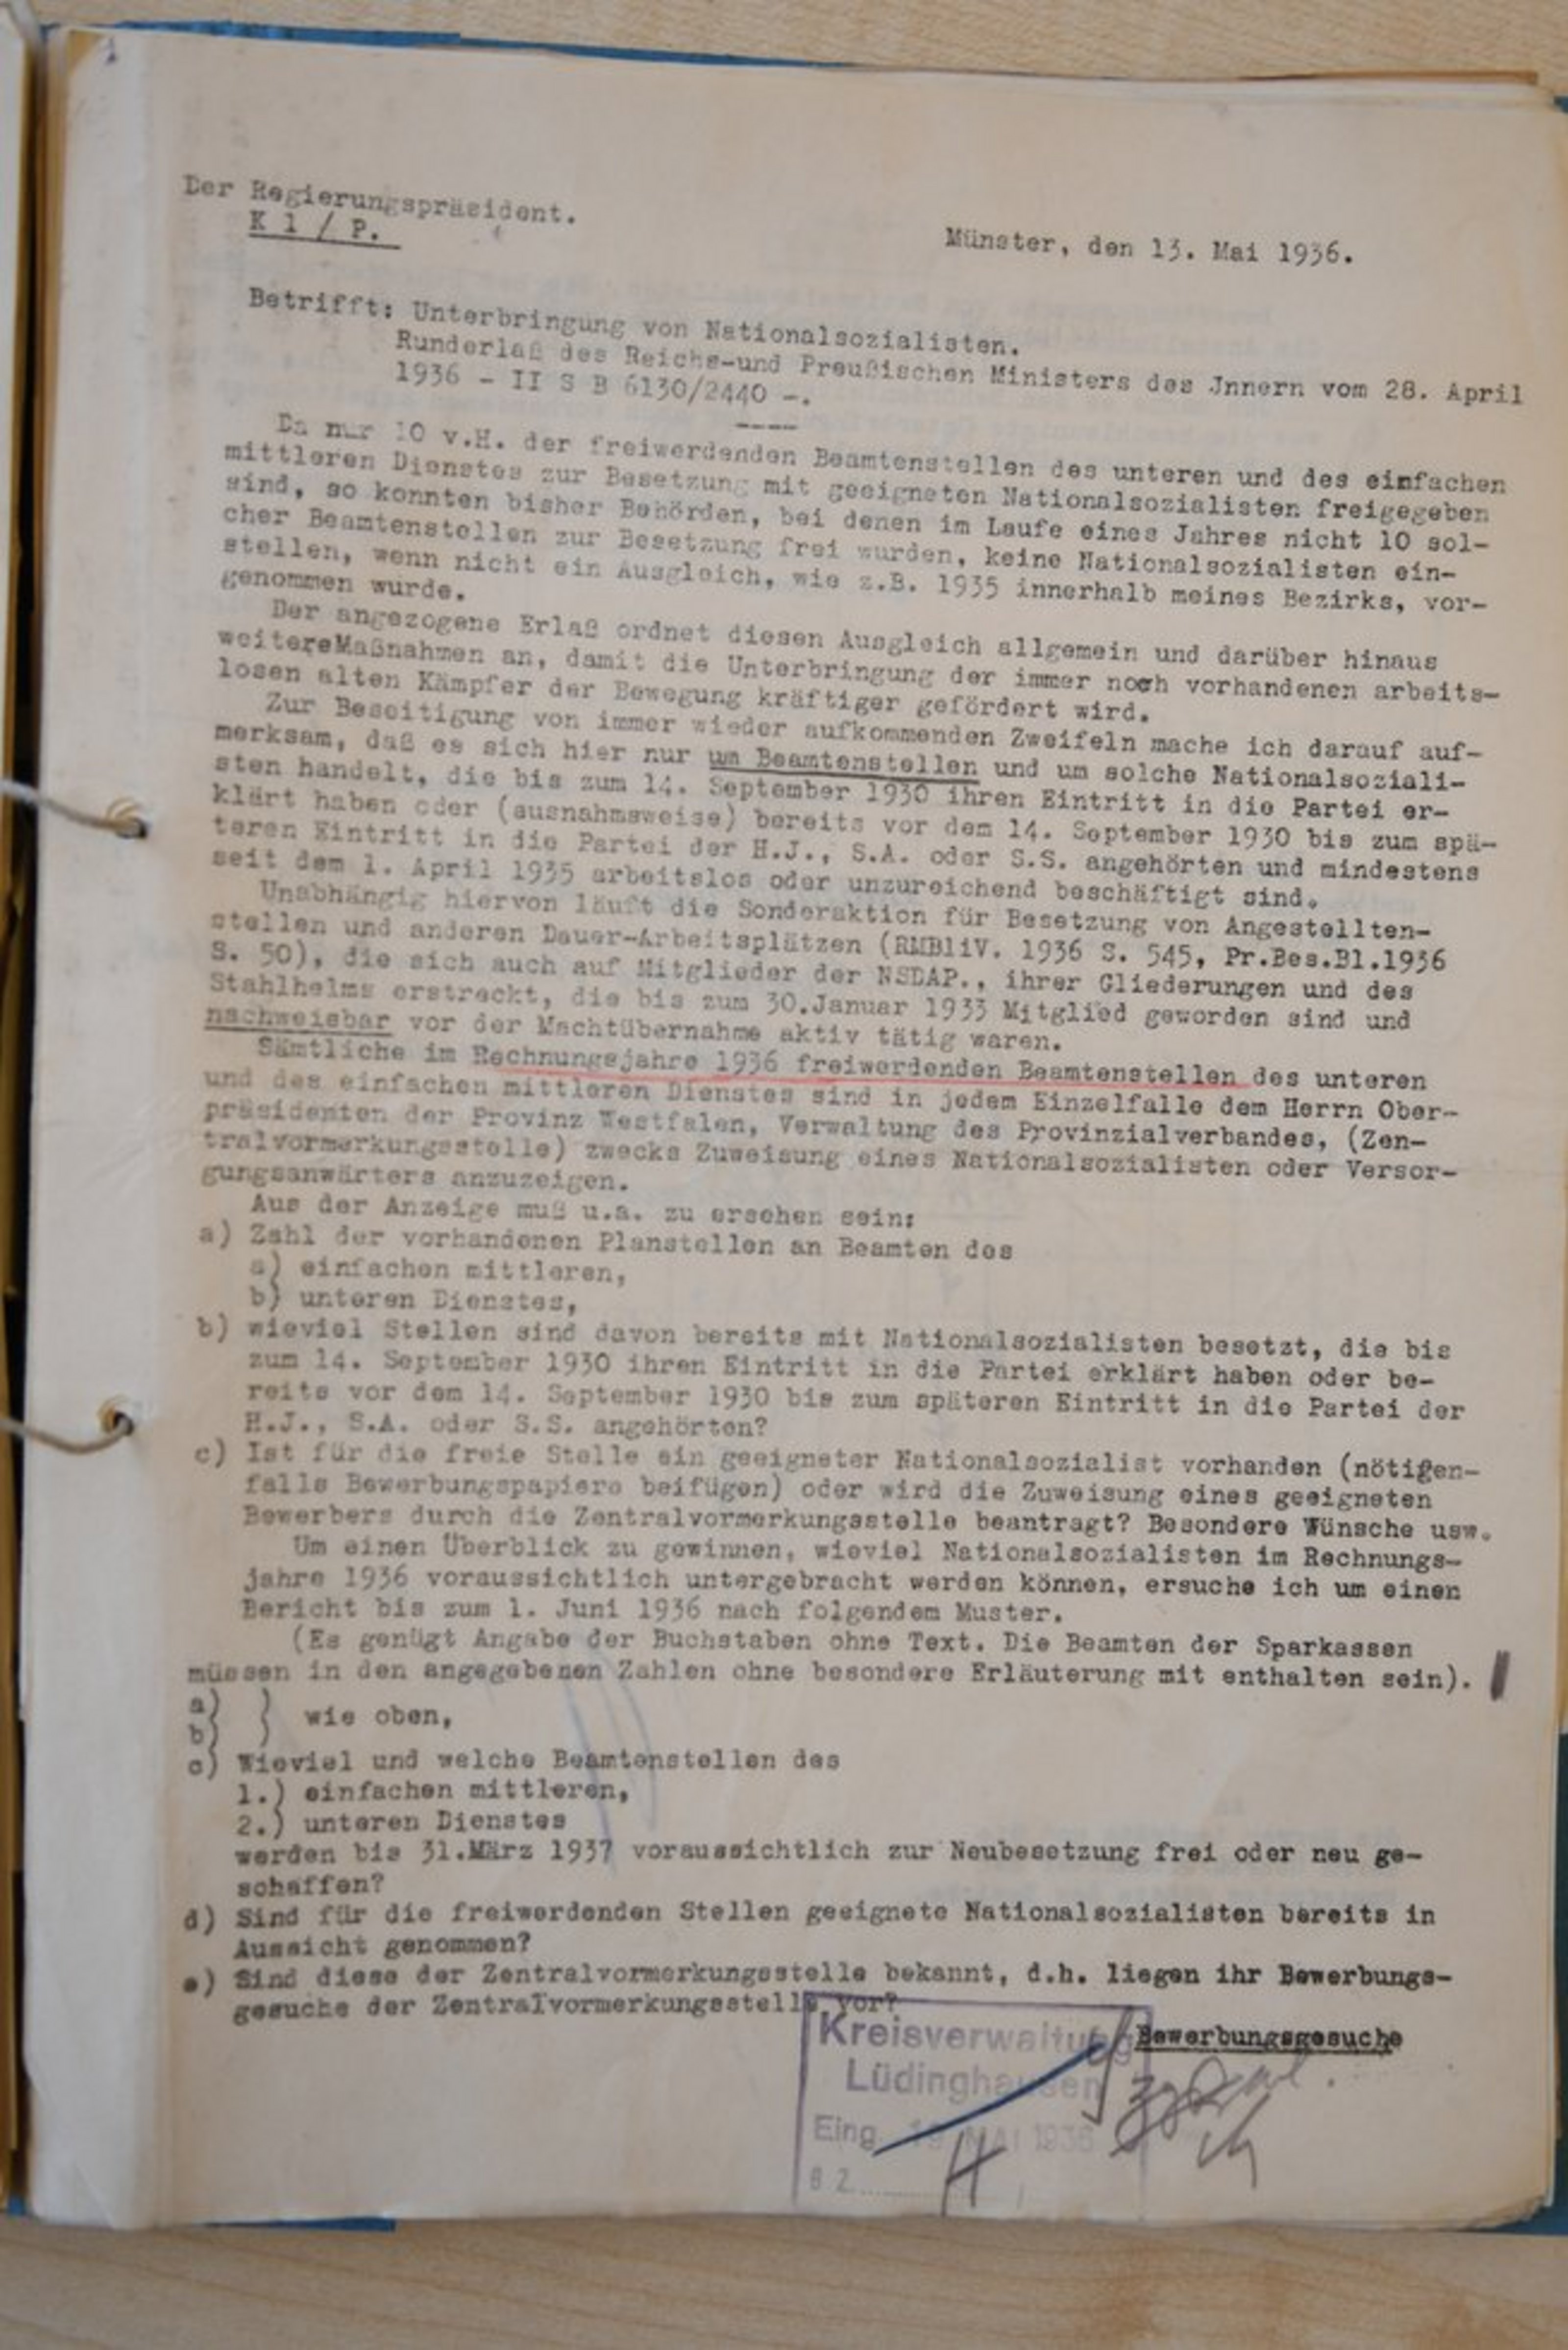 Der Regierungspräsident.
K 1 / P.
Münster, den 13. Mai 1936.
Betrifft: Unterbringung von Nationalsozialisten.
Runderlaß des Reichs-und Preußischen Ministers des Jnnern vom 28. April
1936 - II S B 6130/2440 -.
Da nur 10 v.H. der freiwerdenden Beamtenstellen des unteren und des einfachen
mittleren Dienstes zur Besetzung mit geeigneten Nationalsozialisten freigegeben
sind, so konnten bisher Behörden, bei denen im Laufe eines Jahres nicht 10 sol-
cher Beamtenstellen zur Besetzung frei wurden, keine Nationalsozialisten ein-
stellen, wenn nicht ein Ausgleich, wie z.B. 1935 innerhalb meines Bezirks, vor-
genommen wurde.
Der angezogene Erlaß ordnet diesen Ausgleich allgemein und darüber hinaus
weitereMaßnahmen an, damit die Unterbringung der immer noch vorhandenen arbeits-
losen alten Kämpfer der Bewegung kräftiger gefördert wird.
Zur Beseitigung von immer wieder aufkommenden Zweifeln mache ich darauf auf-
merksam, daß es sich hier nur um Beamtenstellen und um solche Nationalsoziali-
sten handelt, die bis zum 14. September 1930 ihren Eintritt in die Partei er-
klärt haben oder (ausnahmsweise) bereits vor dem 14. September 1930 bis zum spä-
teren Eintritt in die Partei der H.J., S.A. oder S.S. angehörten und mindestens
seit dem 1. April 1935 arbeitslos oder unzureichend beschäftigt sind.
Unabhängig hiervon läuft die Sonderaktion für Besetzung von Angestellten-
stellen und anderen Dauer-Arbeitsplätzen (RMBliV. 1936 S. 545, Pr.Bes.Bl.1936
S. 50), die sich auch auf Mitglieder der NSDAP., ihrer Gliederungen und des
Stahlhelms erstreckt, die bis zum 30.Januar 1933 Mitglied geworden sind und
nachweisbar vor der Machtübernahme aktiv tätig waren.
Sämtliche im Rechnungsjahre 1936 freiwerdenden Beamtenstellen des unteren
und des einfachen mittleren Dienstes sind in jedem Einzelfalle dem Herrn Ober-
präsidenten der Provinz Westfalen, Verwaltung des Provinzialverbandes, (Zen-
tralvormerkungsstelle) zwecks Zuweisung eines Nationalsozialisten oder Versor-
gungsanwärters anzuzeigen.
Aus der Anzeige muß u.a. zu ersehen sein:
a) Zahl der vorhandenen Planstellen an Beamten des
a) einfachen mittleren,
b) unteren Dienstes,
b) wieviel Stellen sind davon bereits mit Nationalsozialisten besetzt, die bis
zum 14. September 1930 ihren Eintritt in die Partei erklärt haben oder be-
reits vor dem 14. September 1930 bis zum späteren Eintritt in die Partei der
H.J., S.A. oder S.S. angehörten?
c) Ist für die freie Stelle ein geeigneter Nationalsozialist vorhanden (nötigen-
falls Bewerbungspapiere beifügen) oder wird die Zuweisung eines geeigneten
Bewerbers durch die Zentralvormerkungsstelle beantragt? Besondere Wünsche usw.
Um einen Überblick zu gewinnen, wieviel Nationalsozialisten im Rechnungs-
jahre 1936 voraussichtlich untergebracht werden können, ersuche ich um einen
Bericht bis zum 1. Juni 1936 nach folgendem Muster.
(Es genügt Angabe der Buchstaben ohne Text. Die Beamten der Sparkassen
müssen in den angegebenen Zahlen ohne besondere Erläuterung mit enthalten sein).
a) }
b) } wie oben,
c) Wieviel und welche Beamtenstellen des
1.) einfachen mittleren,
2.) unteren Dienstes
werden bis 31.März 1937 voraussichtlich zur Neubesetzung frei oder neu ge-
schaffen?
d) Sind für die freiwerdenden Stellen geeignete Nationalsozialisten bereits in
Aussicht genommen?
e) Sind diese der Zentralvormerkungsstelle bekannt, d.h. liegen ihr Bewerbungs-
gesuche der Zentralvormerkungsstelle vor?
Bewerbungsgesuche
Kreisverwaltung
Lüdinghausen
Eing. MAI 1936